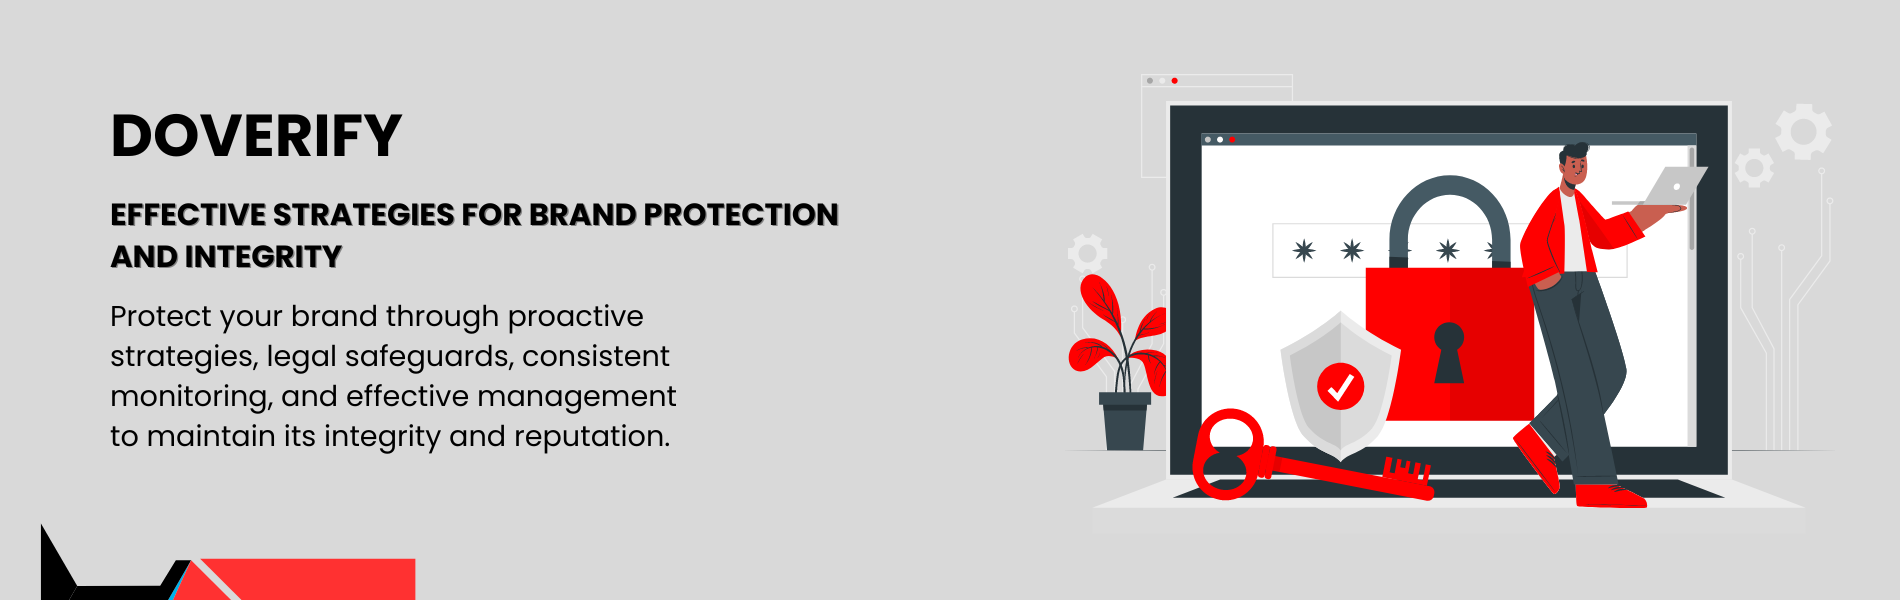 DOVERIFY
EFFECTIVE STRATEGIES FOR BRAND PROTECTION
AND INTEGRITY
Protect your brand through proactive
strategies, legal safeguards, consistent
monitoring, and effective management
to maintain its integrity and reputation.